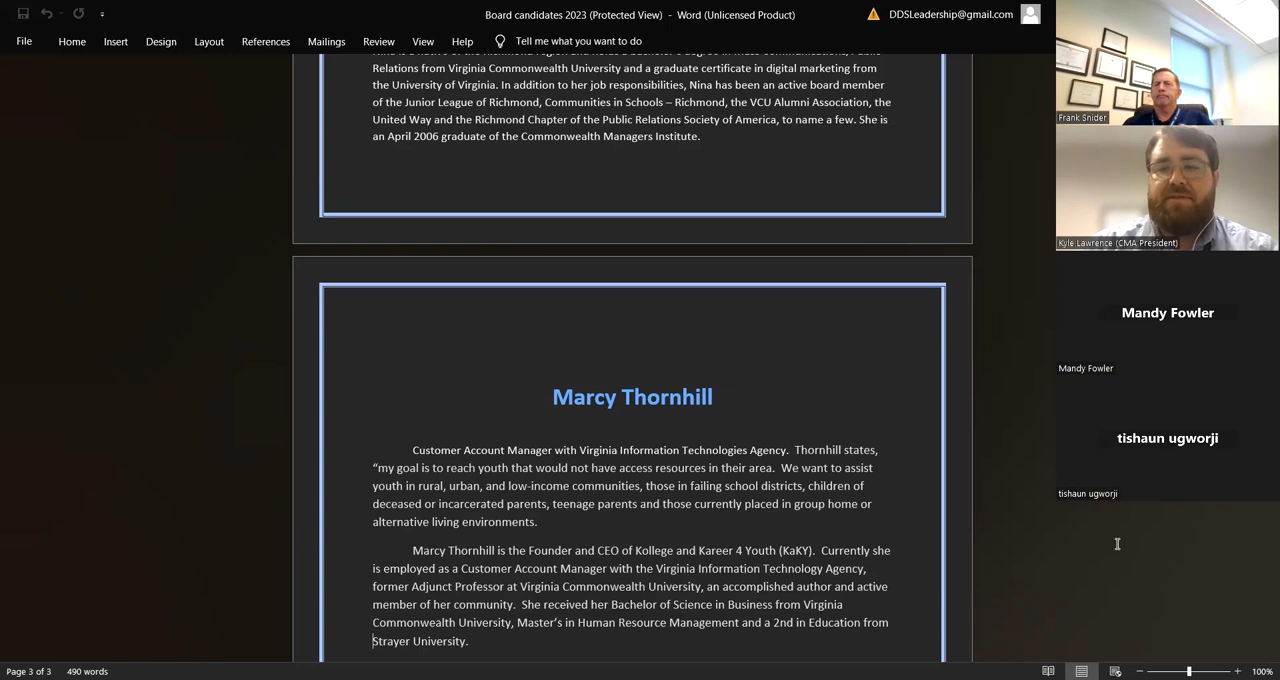 Board candidates 2023 (Protected View) - Word (Unlicensed Product)
DDSLeadership@gmail.com
File Home Insert Design Layout References Mailings Review View Help Tell me what you want to do
Relations from Virginia Commonwealth University and a graduate certificate in digital marketing from
the University of Virginia. In addition to her job responsibilities, Nina has been an active board member
of the Junior League of Richmond, Communities in Schools – Richmond, the VCU Alumni Association, the
United Way and the Richmond Chapter of the Public Relations Society of America, to name a few. She is
an April 2006 graduate of the Commonwealth Managers Institute.
Marcy Thornhill
Customer Account Manager with Virginia Information Technologies Agency. Thornhill states,
“my goal is to reach youth that would not have access resources in their area. We want to assist
youth in rural, urban, and low-income communities, those in failing school districts, children of
deceased or incarcerated parents, teenage parents and those currently placed in group home or
alternative living environments.
Marcy Thornhill is the Founder and CEO of Kollege and Kareer 4 Youth (KaKY). Currently she
is employed as a Customer Account Manager with the Virginia Information Technology Agency,
former Adjunct Professor at Virginia Commonwealth University, an accomplished author and active
member of her community. She received her Bachelor of Science in Business from Virginia
Commonwealth University, Master’s in Human Resource Management and a 2nd in Education from
Strayer University.
Page 3 of 3 490 words
100%
Frank Snider
Kyle Lawrence (CMA President)
Mandy Fowler
Mandy Fowler
tishaun ugworji
tishaun ugworji